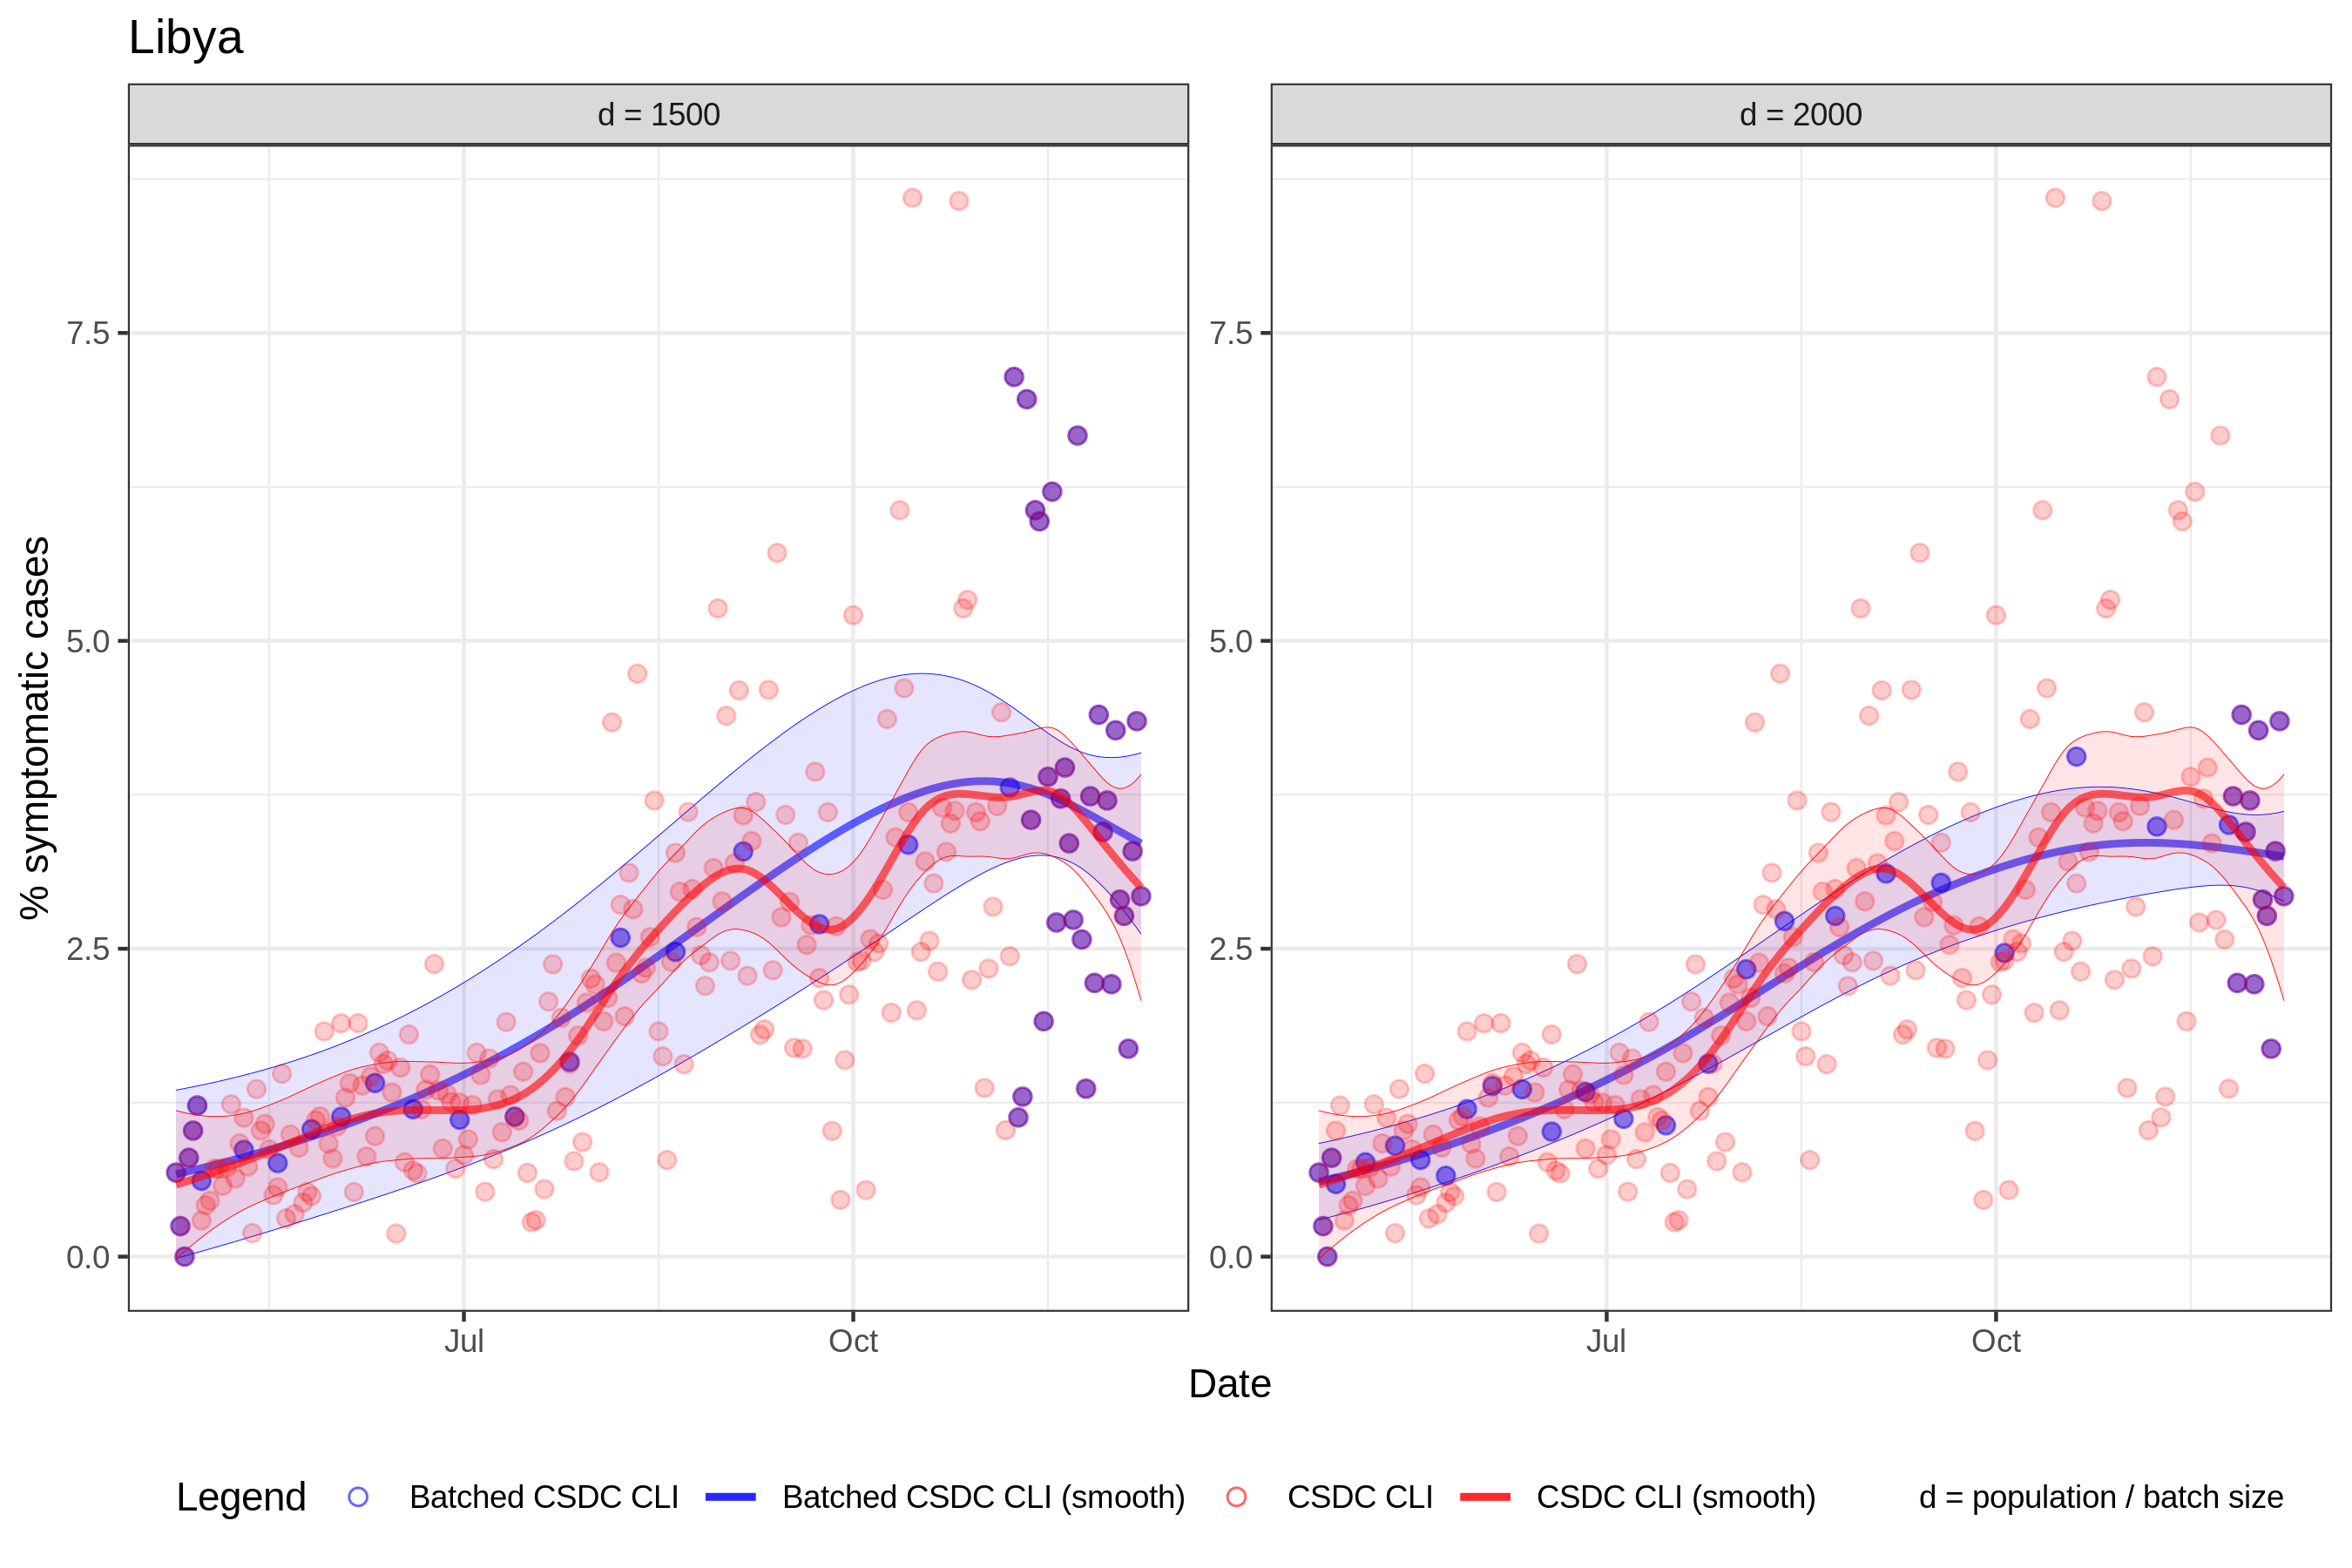 Libya
d = 1500
d = 2000
% symptomatic cases
7.5
5.0
2.5
0.0
7.5
5.0
2.5
0.0
Jul
Oct
Jul
Oct
Date
Legend
Batched CSDC CLI
Batched CSDC CLI (smooth)
CSDC CLI
CSDC CLI (smooth)
d = population / batch size